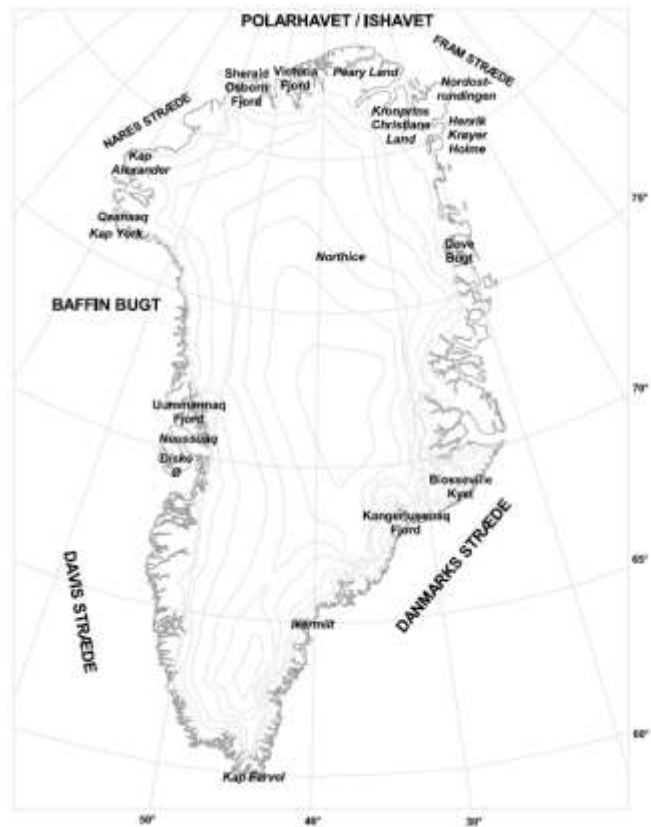 POLARHAVET / ISHAVET
FRAM STRÆDE
Sherald
Osborn
Fjord
Victoria
Fjord
Peary Land
Nordost-
rundingen
Kronprins
Christians
Land
Henrik
Krøyer
Holme
NARES STRÆDE
Kap
Alexander
75°
Qaanaaq
Kap York
Northice
Dove
Bugt
BAFFIN BUGT
70°
Uummannaq
Fjord
Nuussuaq
Disko
Ø
Blosseville
Kyst
Kangerlussuaq
Fjord
DANMARKS STRÆDE
65°
DAVIS STRÆDE
Ikermiit
60°
Kap Farvel
50°
40°
30°